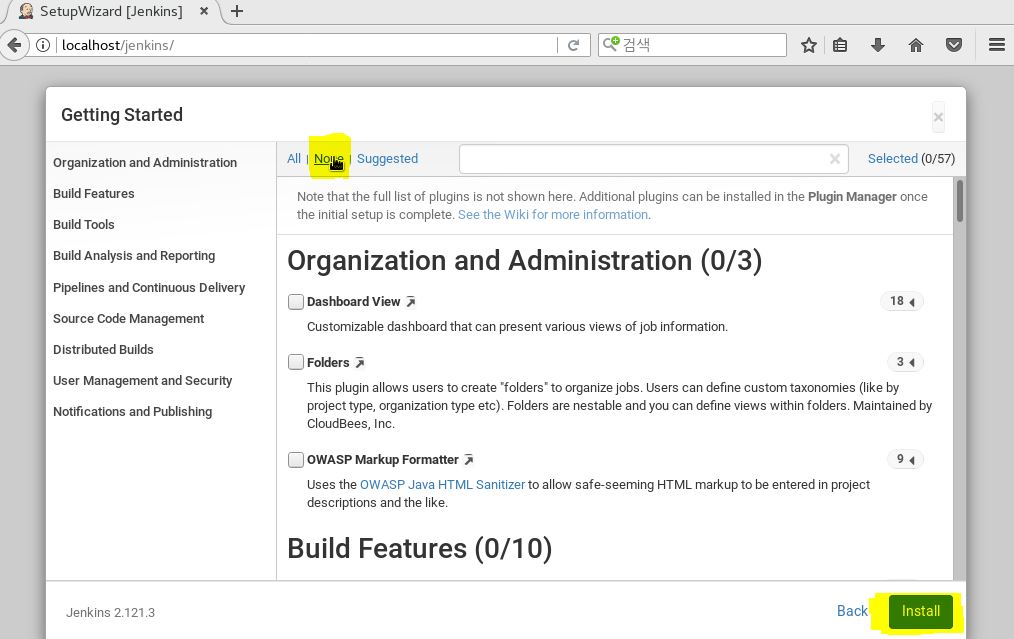 SetupWizard [Jenkins]
localhost/jenkins/
검색
Getting Started
Organization and Administration
Build Features
Build Tools
Build Analysis and Reporting
Pipelines and Continuous Delivery
Source Code Management
Distributed Builds
User Management and Security
Notifications and Publishing
All | None | Suggested
Selected (0/57)
Note that the full list of plugins is not shown here. Additional plugins can be installed in the Plugin Manager once
the initial setup is complete. See the Wiki for more information.
Organization and Administration (0/3)
Dashboard View
18
Customizable dashboard that can present various views of job information.
Folders
3
This plugin allows users to create "folders" to organize jobs. Users can define custom taxonomies (like by
project type, organization type etc). Folders are nestable and you can define views within folders. Maintained by
CloudBees, Inc.
OWASP Markup Formatter
9
Uses the OWASP Java HTML Sanitizer to allow safe-seeming HTML markup to be entered in project
descriptions and the like.
Build Features (0/10)
Jenkins 2.121.3
Back
Install